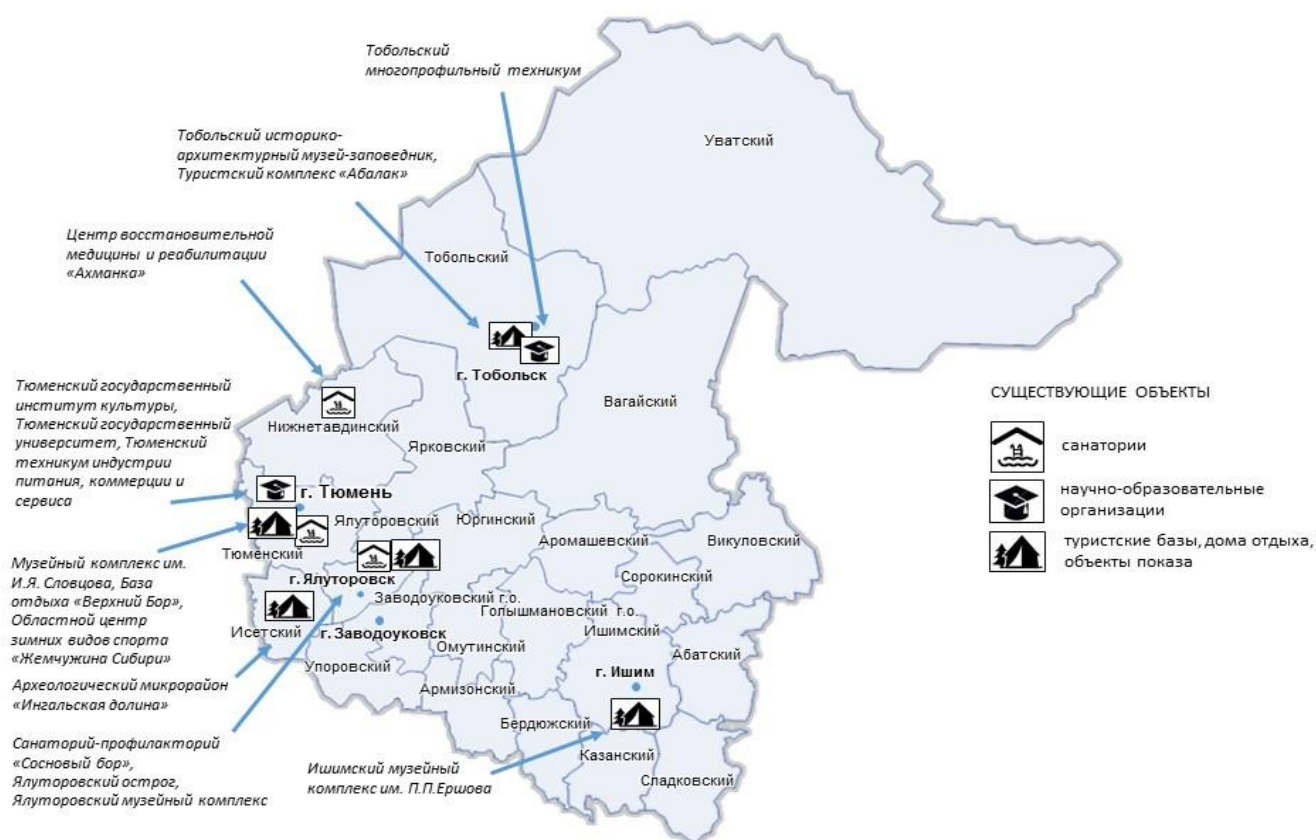 Тобольский
многопрофильный техникум
Тобольский историко-
архитектурный музей-заповедник,
Туристский комплекс «Абалак»
Центр восстановительной
медицины и реабилитации
«Ахманка»
Тюменский государственный
институт культуры,
Тюменский государственный
университет, Тюменский
техникум индустрии
питания, коммерции и
сервиса
Музейный комплекс им.
И.Я. Словцова, База
отдыха «Верхний Бор»,
Областной центр
зимних видов спорта
«Жемчужина Сибири»
Археологический микрорайон
«Ингальская долина»
Санаторий-профилакторий
«Сосновый бор»,
Ялуторовский острог,
Ялуторовский музейный комплекс
Ишимский музейный
комплекс им. П.П.Ершова
Уватский
Тобольский
г. Тобольск
Вагайский
Нижнетавдинский
Ярковский
г. Тюмень
Ялуторовский
Юргинский
Тюменский
Аромашевский
Викуловский
Сорокинский
г. Ялуторовск
Заводоуковский г.о.
Голышмановский г.о.
Исетский
г. Заводоуковск
Омутинский
Ишимский
Абатский
Упоровский
г. Ишим
Армизонский
Бердюжский
Казанский
Сладковский
СУЩЕСТВУЮЩИЕ ОБЪЕКТЫ
санатории
научно-образовательные
организации
туристские базы, дома отдыха,
объекты показа